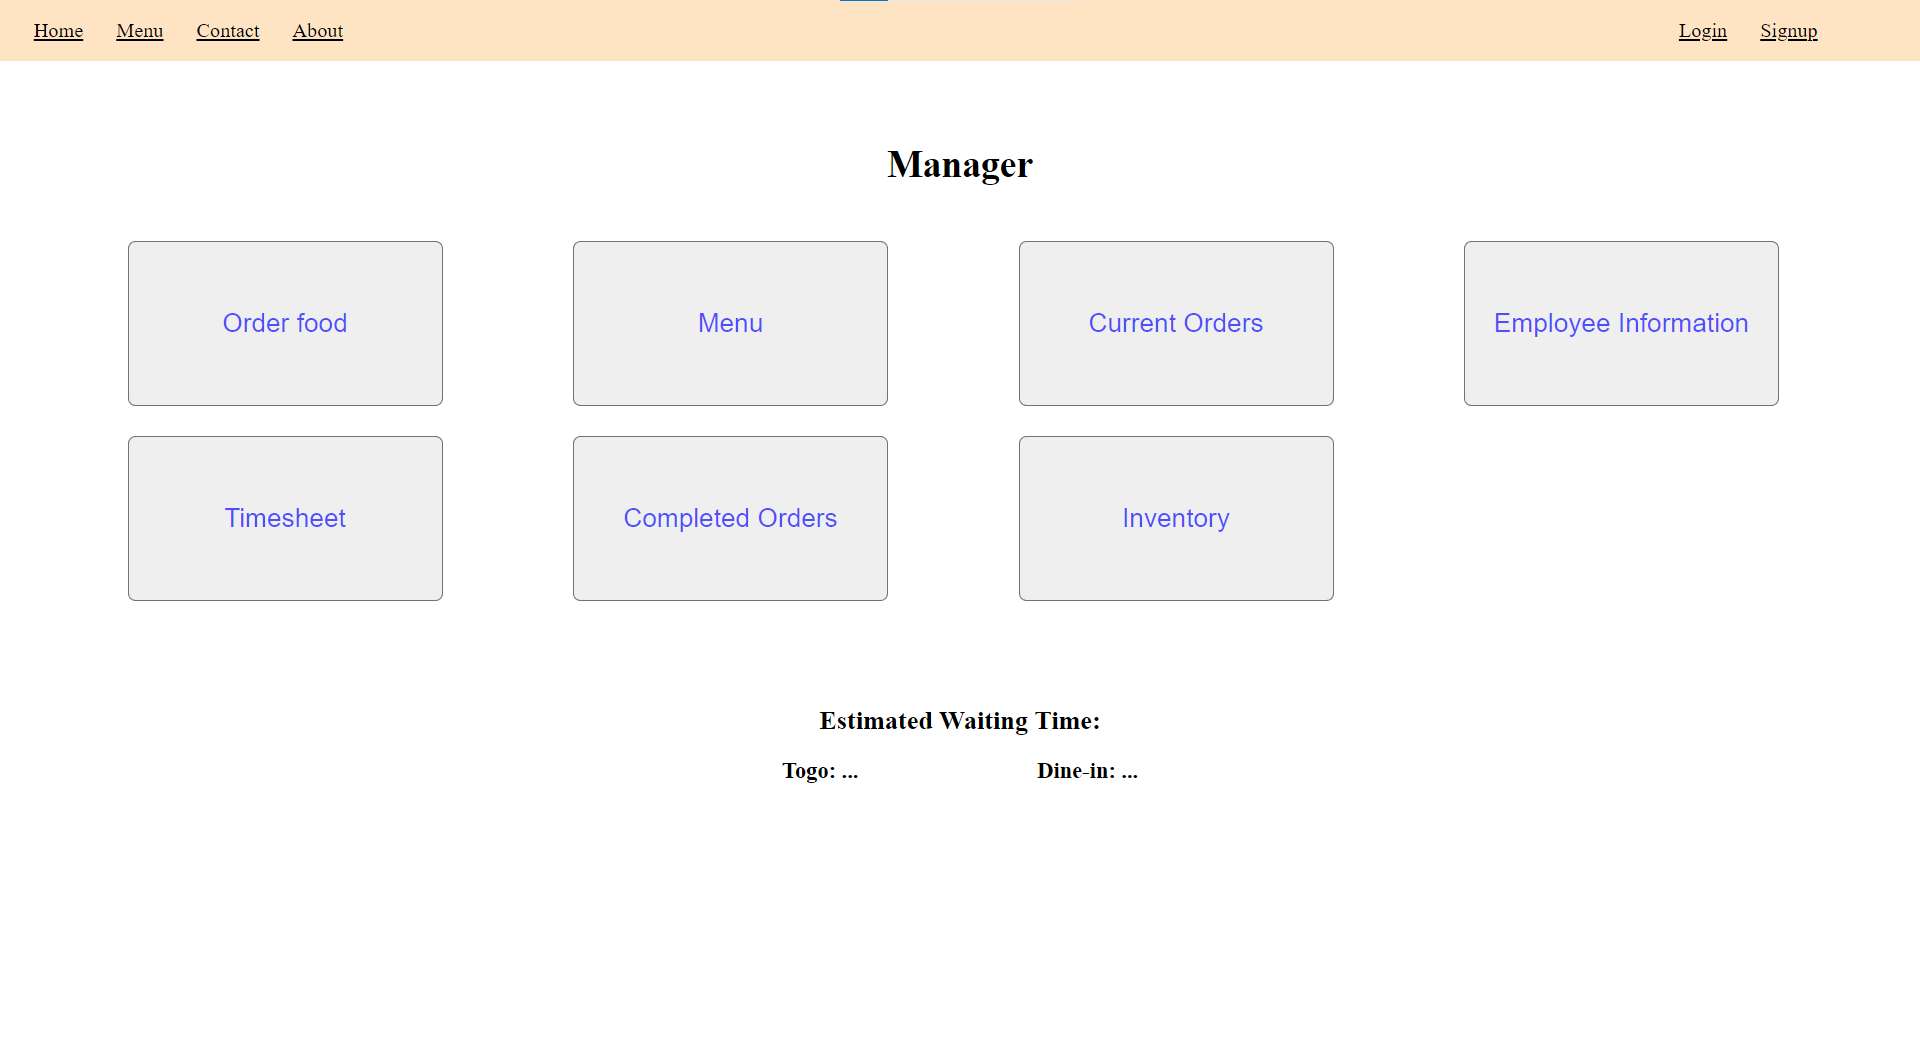 Home Menu Contact About Login Signup
Manager
Order food Menu Current Orders Employee Information
Timesheet Completed Orders Inventory
Estimated Waiting Time:
Togo: ... Dine-in: ...